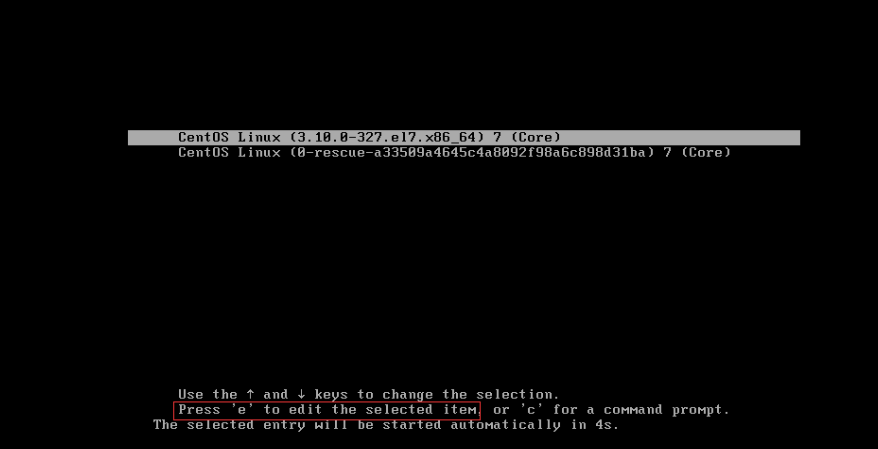 CentOS Linux (3.10.0-327.el7.x86_64) 7 (Core)
CentOS Linux (0-rescue-a33509a4645c4a8092f98a6c898d31ba) 7 (Core)
Use the ↑ and ↓ keys to change the selection.
Press 'e' to edit the selected item, or 'c' for a command prompt.
The selected entry will be started automatically in 4s.